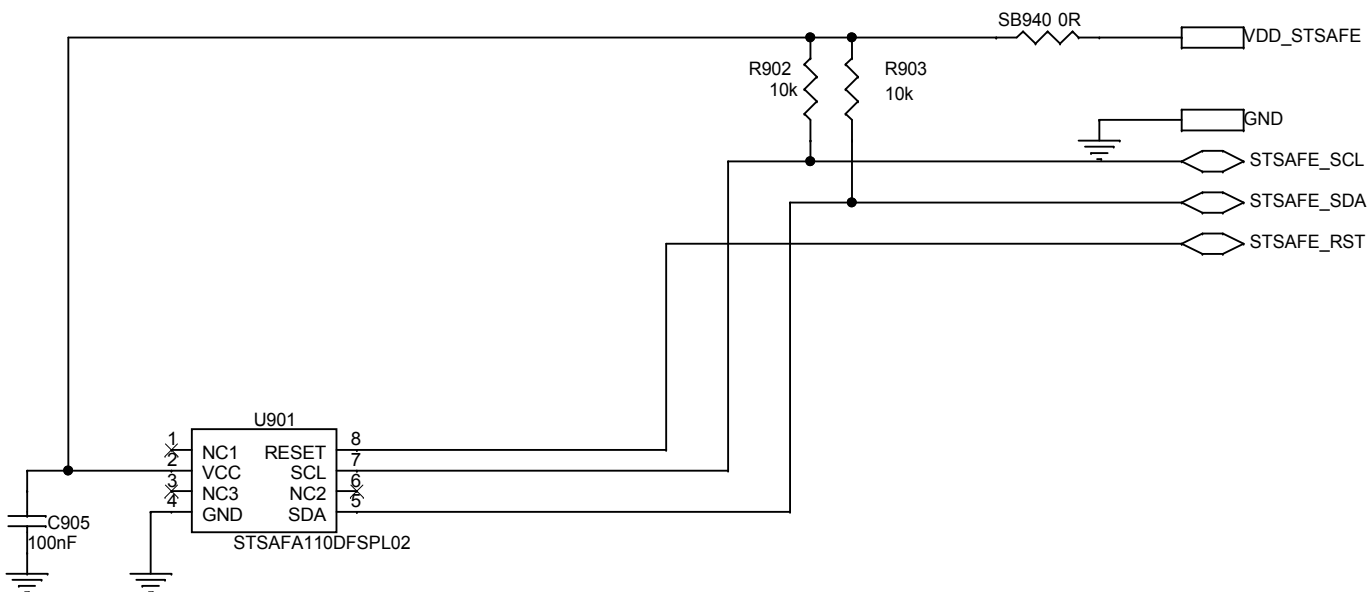 SB940 0R
VDD_STSAFE
R902
10k
R903
10k
GND
STSAFE_SCL
STSAFE_SDA
STSAFE_RST
U901
1
NC1
RESET
8
2
VCC
SCL
7
3
NC3
NC2
6
4
GND
SDA
5
C905
100nF
STSAFA110DFSPL02